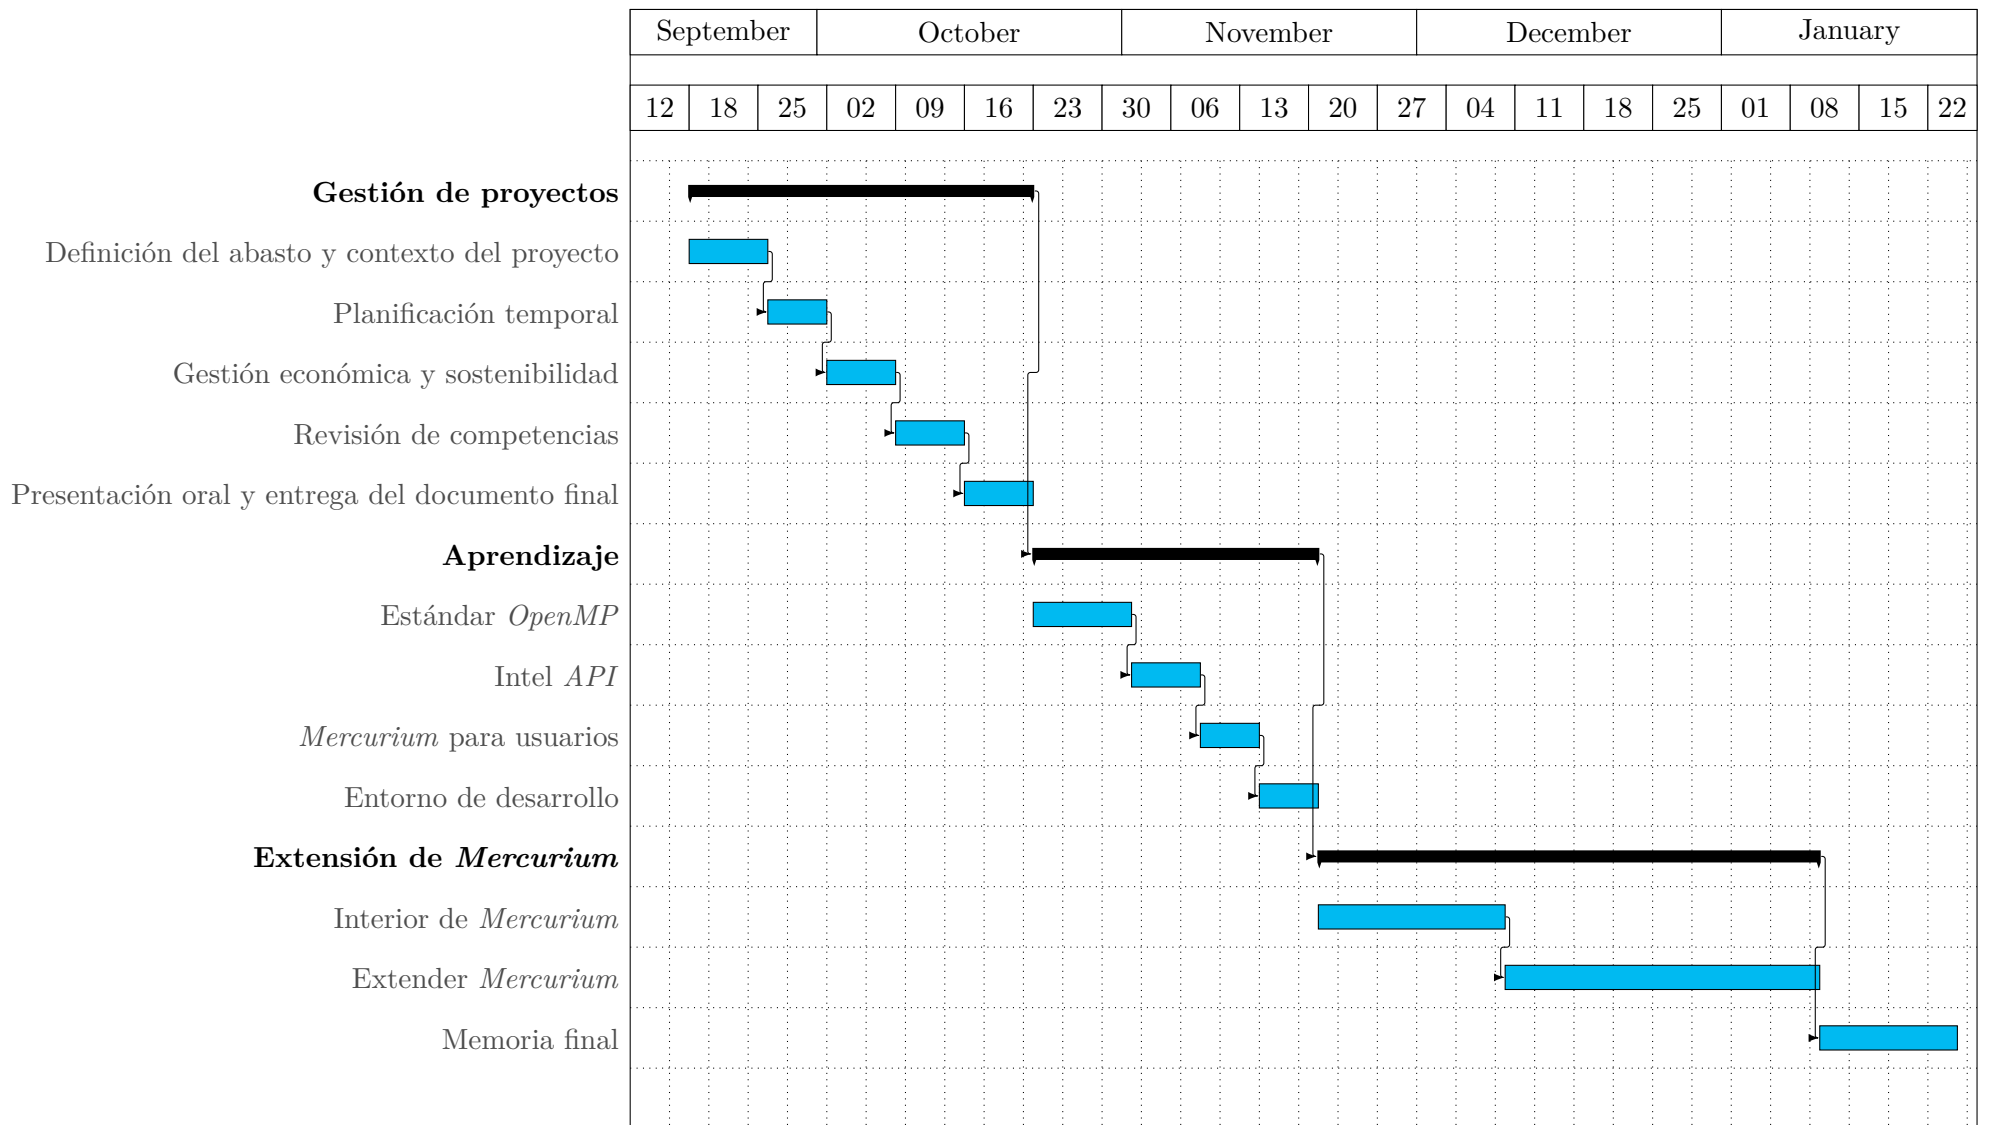 September October November December January
12 18 25 02 09 16 23 30 06 13 20 27 04 11 18 25 01 08 15 22
Gestión de proyectos
Definición del abasto y contexto del proyecto
Planificación temporal
Gestión económica y sostenibilidad
Revisión de competencias
Presentación oral y entrega del documento final
Aprendizaje
Estándar OpenMP
Intel API
Mercurium para usuarios
Entorno de desarrollo
Extensión de Mercurium
Interior de Mercurium
Extender Mercurium
Memoria final